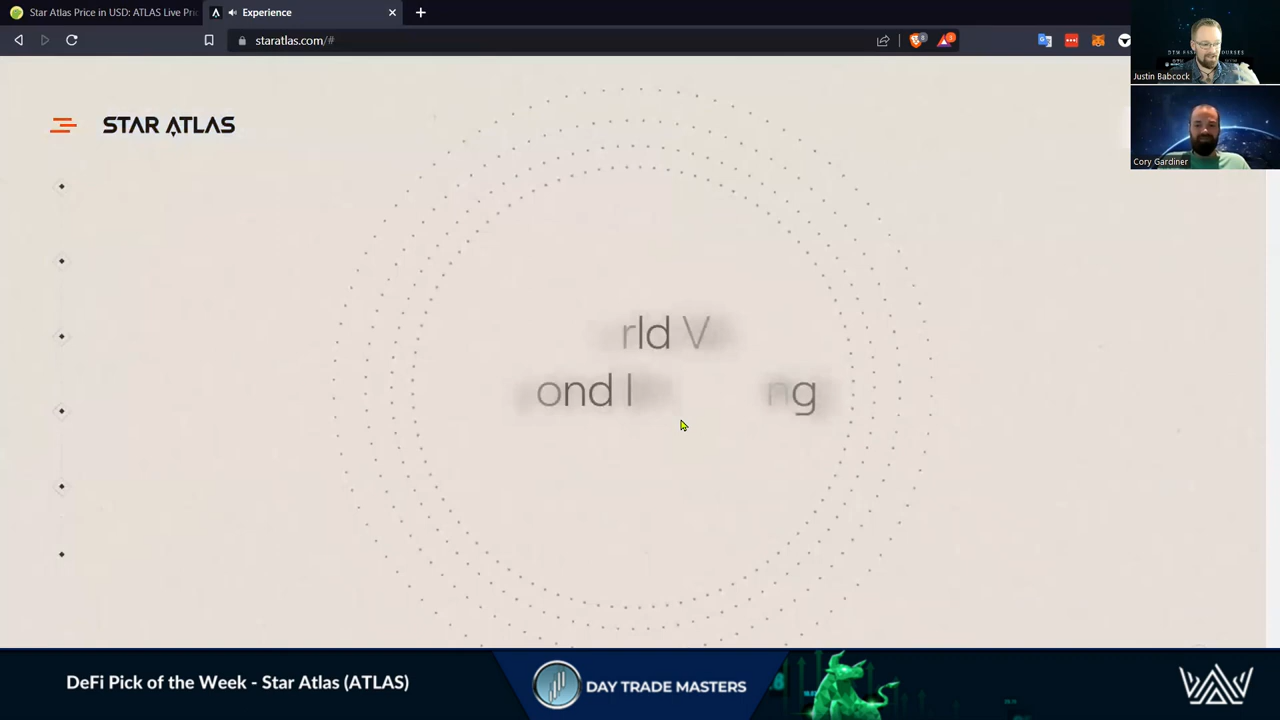 Star Atlas Price in USD: ATLAS Live Pri
Experience
staratlas.com/#
8
Justin Babcock
Cory Gardiner
STAR ATLAS
rld V
ond l
ng
DeFi Pick of the Week - Star Atlas (ATLAS)
DAY TRADE MASTERS